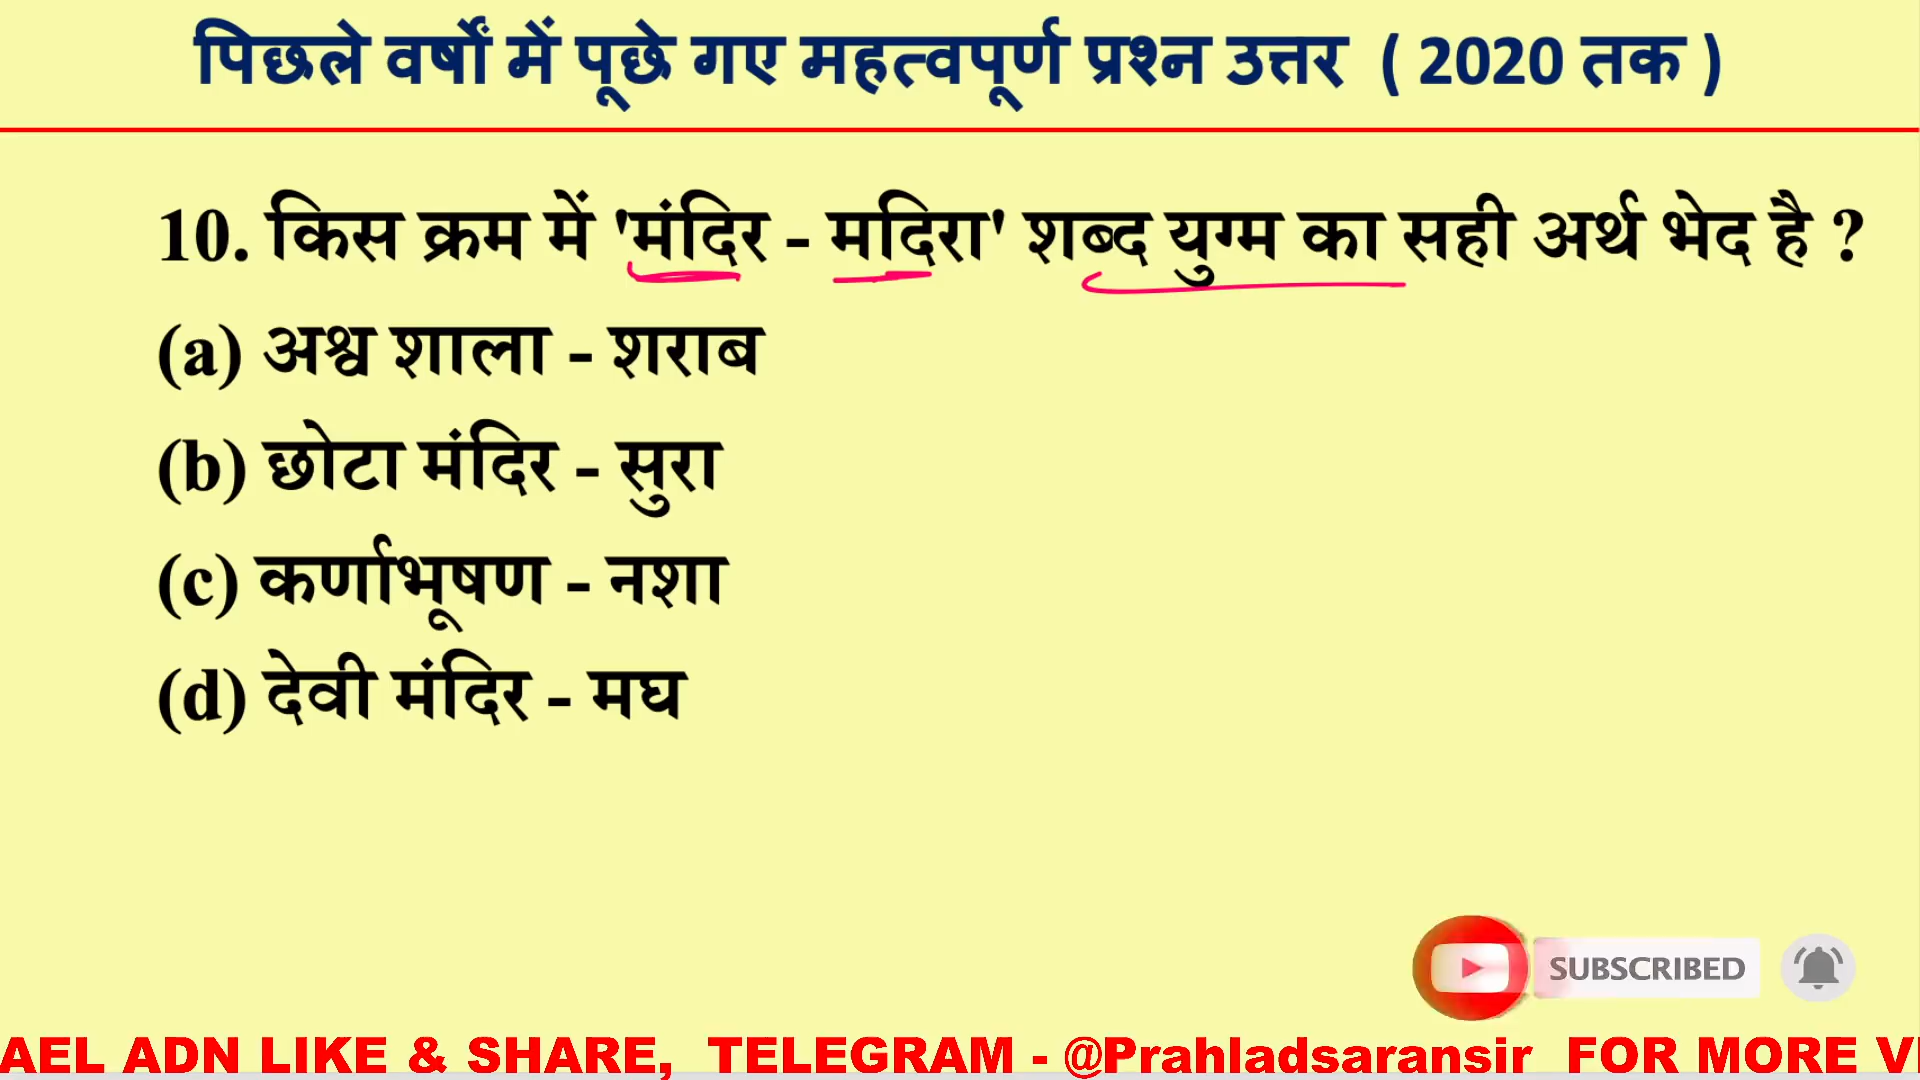 पिछले वर्षों में पूछे गए महत्वपूर्ण प्रश्न उत्तर ( 2020 तक )
10. किस क्रम में 'मंदिर - मदिरा' शब्द युग्म का सही अर्थ भेद है ?
(a) अश्व शाला - शराब
(b) छोटा मंदिर - सुरा
(c) कर्णाभूषण - नशा
(d) देवी मंदिर - मघ
SUBSCRIBED
AEL ADN LIKE & SHARE, TELEGRAM - @Prahladsaransir FOR MORE V